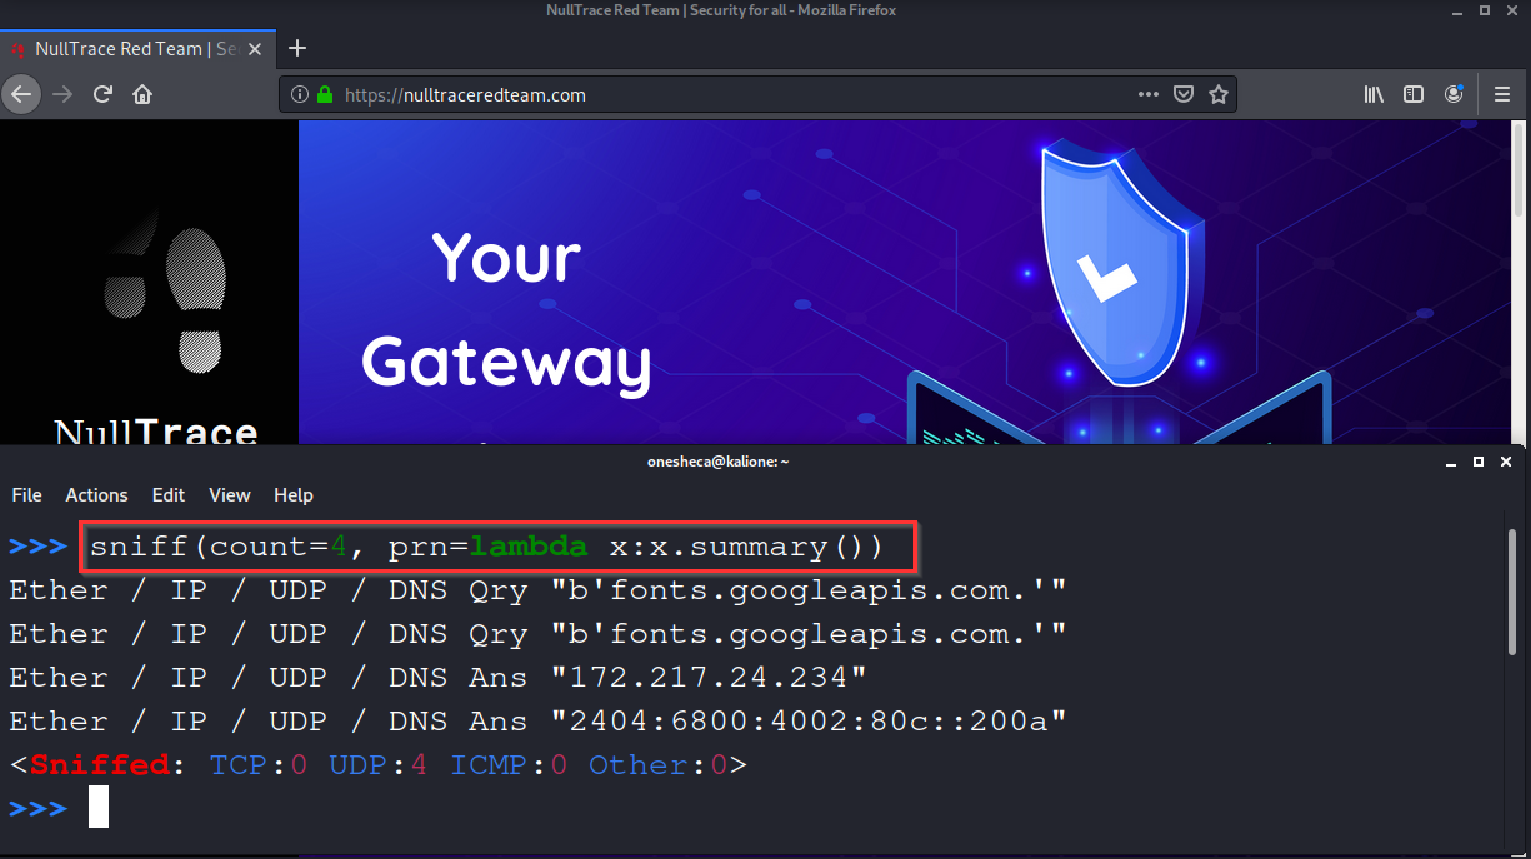 NullTrace Red Team | Security for all - Mozilla Firefox
NullTrace Red Team | Se
https://nulltraceredteam.com
Your
Gateway
NullTrace
onesheca@kalione: ~
File Actions Edit View Help
>>> sniff(count=4, prn=lambda x:x.summary())
Ether / IP / UDP / DNS Qry "b'fonts.googleapis.com.'"
Ether / IP / UDP / DNS Qry "b'fonts.googleapis.com.'"
Ether / IP / UDP / DNS Ans "172.217.24.234"
Ether / IP / UDP / DNS Ans "2404:6800:4002:80c::200a"
<Sniffed: TCP:0 UDP:4 ICMP:0 Other:0>
>>>